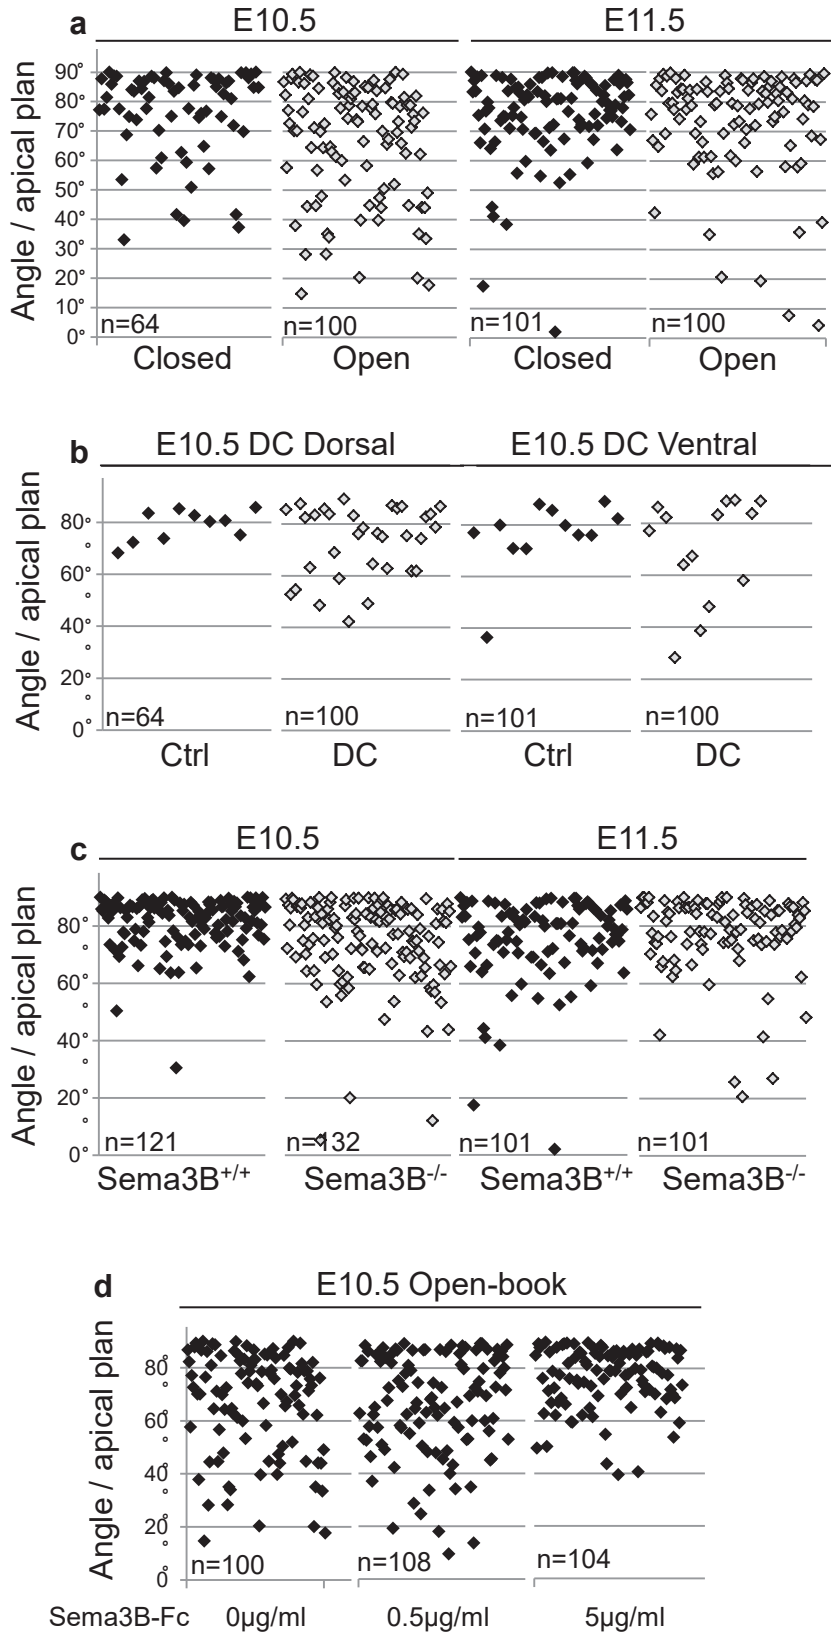 a E10.5 E11.5
Angle / apical plan
90°
80°
70°
60°
50°
40°
30°
20°
10°
0°
n=64 n=100 n=101 n=100
Closed Open Closed Open
b E10.5 DC Dorsal E10.5 DC Ventral
Angle / apical plan
80°
°
60°
°
40°
°
20°
°
0°
n=64 n=100 n=101 n=100
Ctrl DC Ctrl DC
c E10.5 E11.5
Angle / apical plan
80°
°
60°
°
40°
°
20°
°
0°
n=121 n=132 n=101 n=101
Sema3B+/+ Sema3B-/- Sema3B+/+ Sema3B-/-
d E10.5 Open-book
Angle / apical plan
80°
°
60°
°
40°
°
20°
°
0
n=100 n=108 n=104
Sema3B-Fc 0µg/ml 0.5µg/ml 5µg/ml